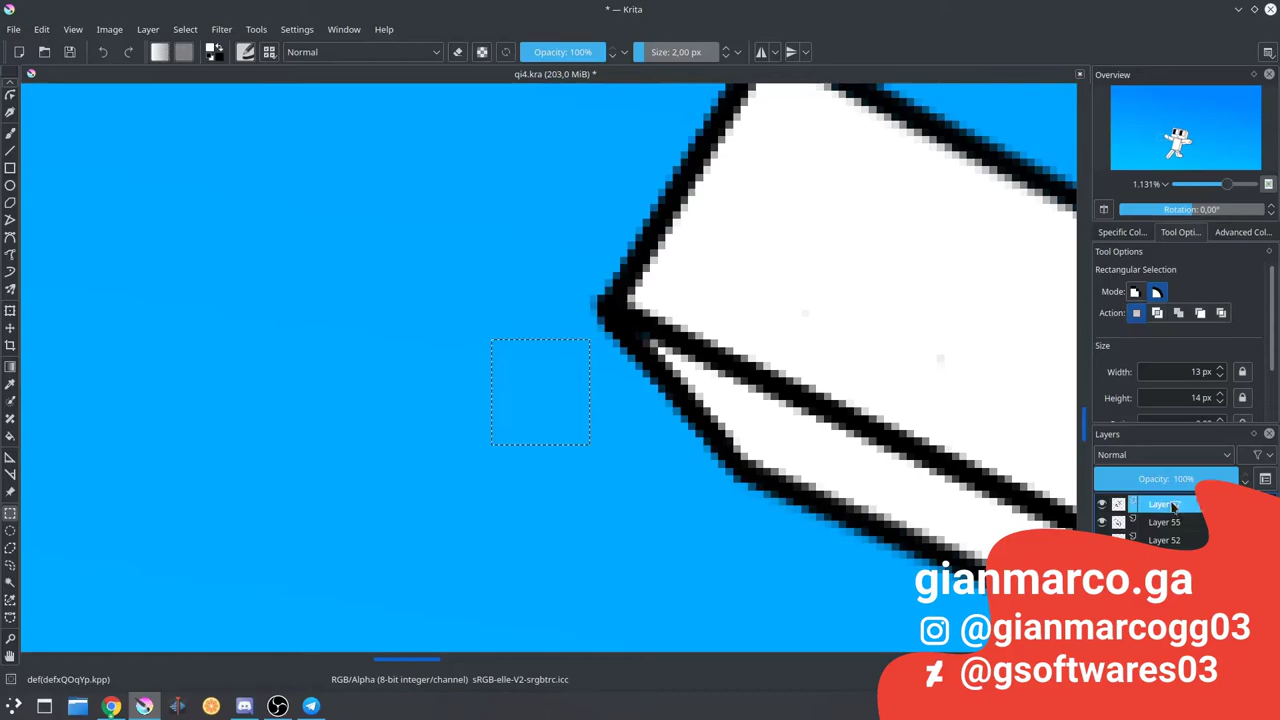 * — Krita
File Edit View Image Layer Select Filter Tools Settings Window Help
Normal Opacity: 100% Size: 2,00 px
qi4.kra (203,0 MiB) *
Overview
1.131%
Rotation: 0,00°
Specific Col... Tool Opti... Advanced Col...
Tool Options
Rectangular Selection
Mode:
Action:
Size
Width: 13 px
Height: 14 px
Layers
Normal
Opacity: 100%
Layer
Layer 55
Layer 52
gianmarco.ga
@gianmarcogg03
@gsoftwares03
def(defxQOqYp.kpp) RGB/Alpha (8-bit integer/channel) sRGB-elle-V2-srgbtrc.icc